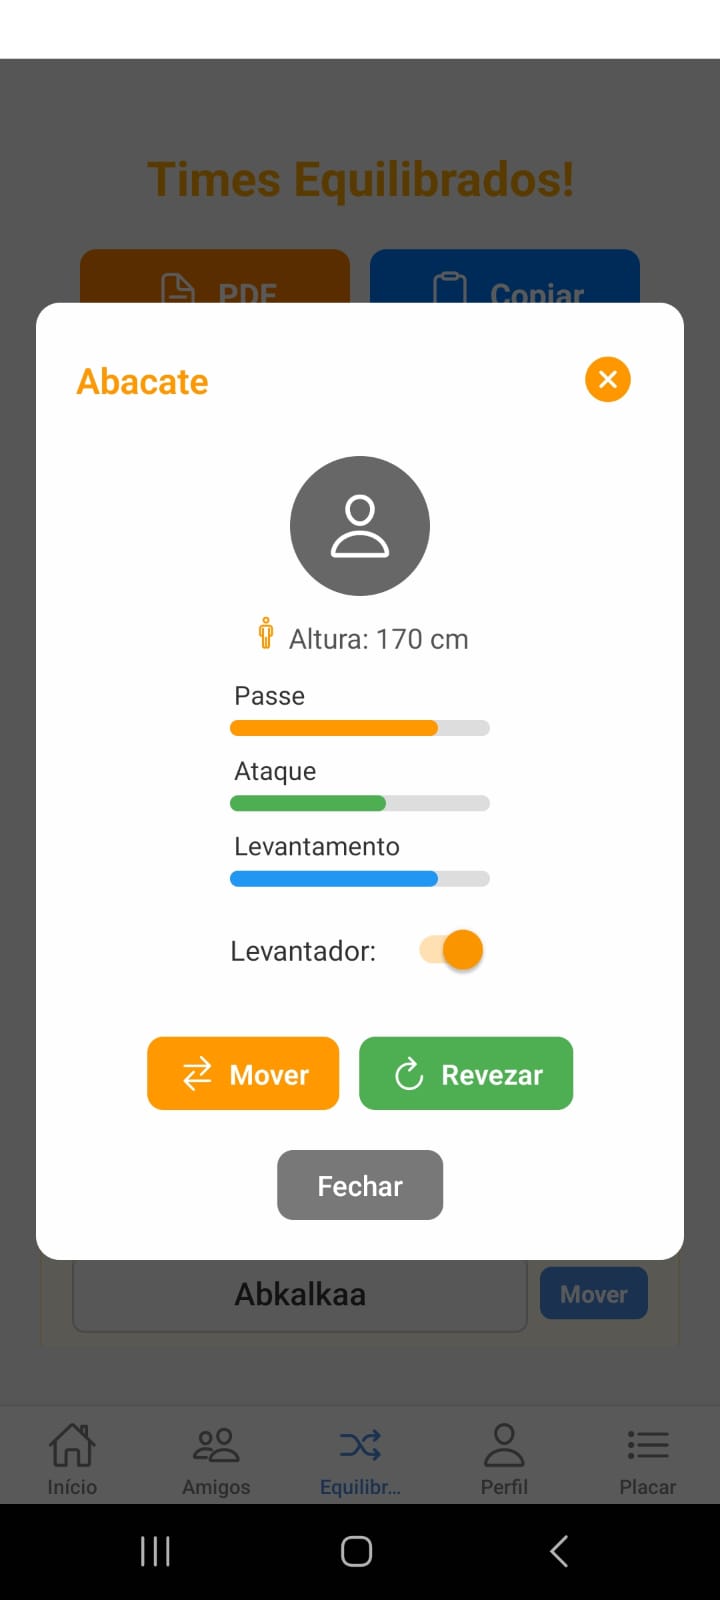 Times Equilibrados!
PDF Copiar
Abacate
Altura: 170 cm
Passe
Ataque
Levantamento
Levantador:
Mover Revezar
Fechar
Abkalkaa Mover
Início Amigos Equilibr... Perfil Placar